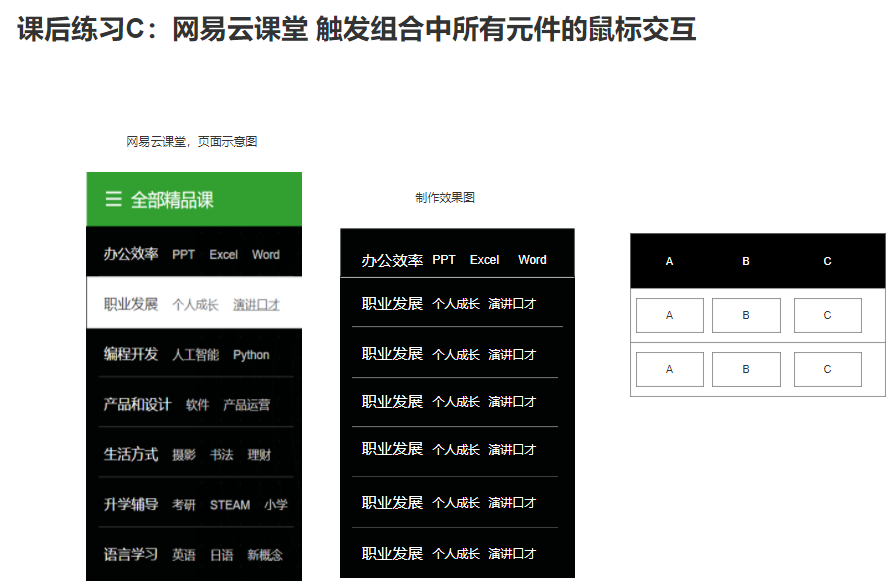 课后练习C：网易云课堂 触发组合中所有元件的鼠标交互
网易云课堂，页面示意图
全部精品课
办公效率 PPT Excel Word
职业发展 个人成长 演讲口才
编程开发 人工智能 Python
产品和设计 软件 产品运营
生活方式 摄影 书法 理财
升学辅导 考研 STEAM 小学
语言学习 英语 日语 新概念
制作效果图
办公效率 PPT Excel Word
职业发展 个人成长 演讲口才
职业发展 个人成长 演讲口才
职业发展 个人成长 演讲口才
职业发展 个人成长 演讲口才
职业发展 个人成长 演讲口才
职业发展 个人成长 演讲口才
A B C
A B C
A B C